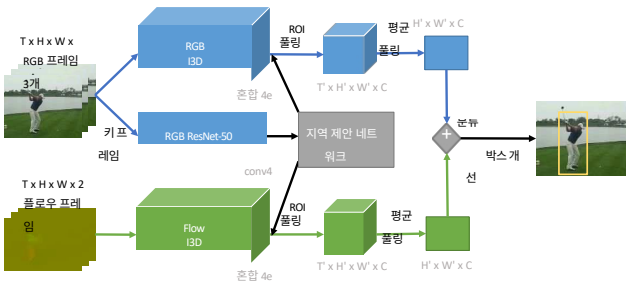 T x H x W x
RGB 프레임
3개
RGB
I3D
혼합 4e
ROI
풀링
T' x H' x W' x C
평균
풀링
H' x W' x C
키 프
레임
RGB ResNet-50
conv4
지역 제안 네트
워크
분류
+
박스 개
선
T x H x W x 2
플로우 프레
임
Flow
I3D
혼합 4e
ROI
풀링
T' x H' x W' x C
평균
풀링
H' x W' x C